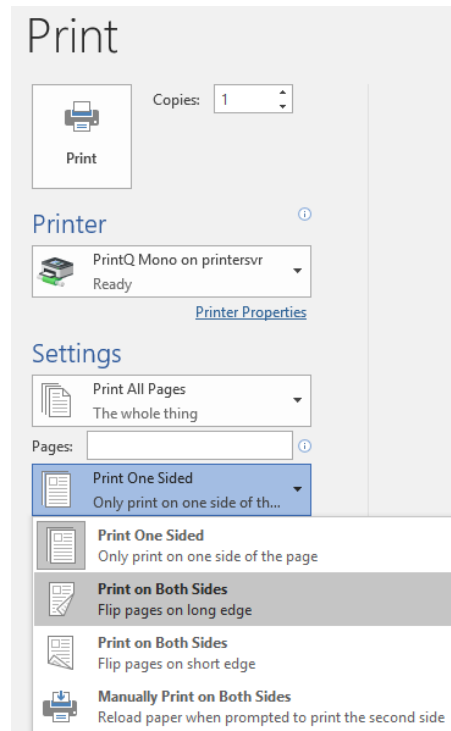 Print
Copies: 1
Print
Printer
PrintQ Mono on printersvr
Ready
Printer Properties
Settings
Print All Pages
The whole thing
Pages:
Print One Sided
Only print on one side of th...
Print One Sided
Only print on one side of the page
Print on Both Sides
Flip pages on long edge
Print on Both Sides
Flip pages on short edge
Manually Print on Both Sides
Reload paper when prompted to print the second side